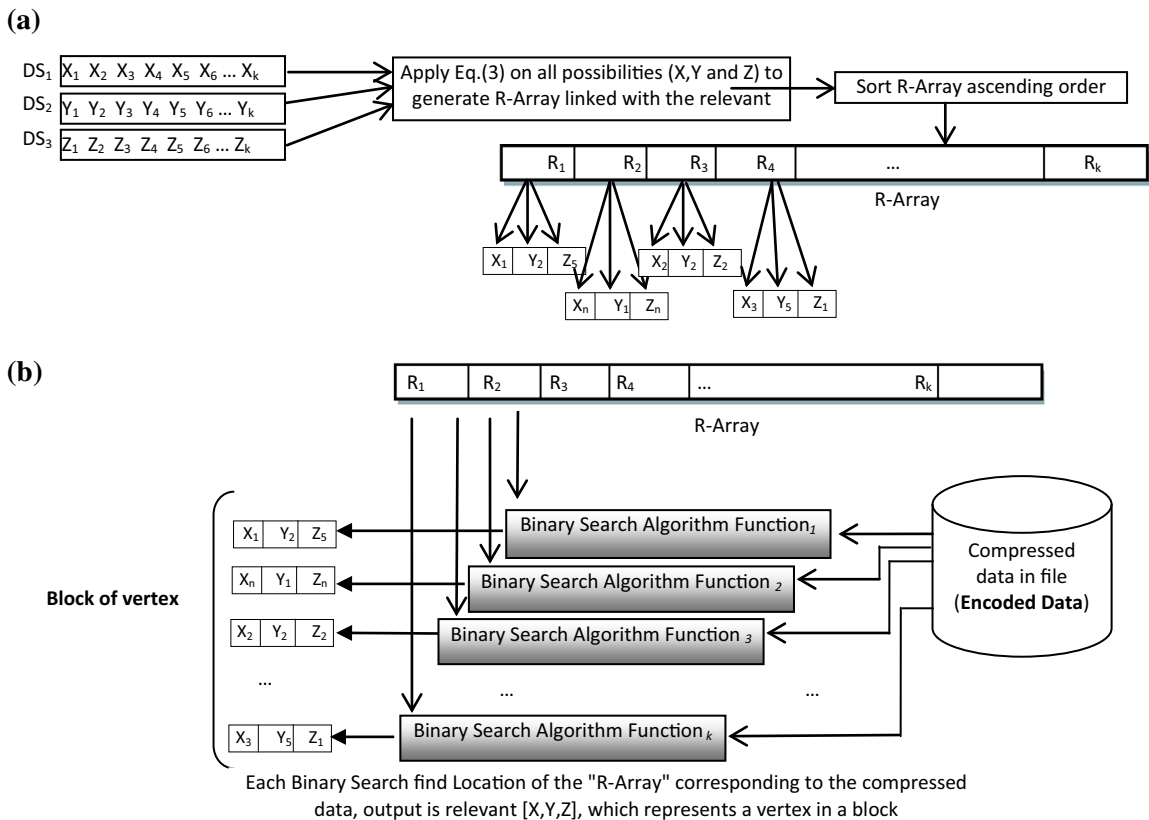 (a)
DS₁ X₁ X₂ X₃ X₄ X₅ X₆ ... Xₖ
DS₂ Y₁ Y₂ Y₃ Y₄ Y₅ Y₆ ... Yₖ
DS₃ Z₁ Z₂ Z₃ Z₄ Z₅ Z₆ ... Zₖ
Apply Eq.(3) on all possibilities (X,Y and Z) to
generate R-Array linked with the relevant
Sort R-Array ascending order
R₁ R₂ R₃ R₄ ... Rₖ
R-Array
X₁ Y₂ Z₅
X₂ Y₂ Z₂
Xₙ Y₁ Zₙ
X₃ Y₅ Z₁
(b)
R₁ R₂ R₃ R₄ ... Rₖ
R-Array
Block of vertex
X₁ Y₂ Z₅
Xₙ Y₁ Zₙ
X₂ Y₂ Z₂
...
X₃ Y₅ Z₁
Binary Search Algorithm Function₁
Binary Search Algorithm Function ₂
Binary Search Algorithm Function ₃
... ...
Binary Search Algorithm Function ₖ
Compressed
data in file
(Encoded Data)
Each Binary Search find Location of the "R-Array" corresponding to the compressed
data, output is relevant [X,Y,Z], which represents a vertex in a block